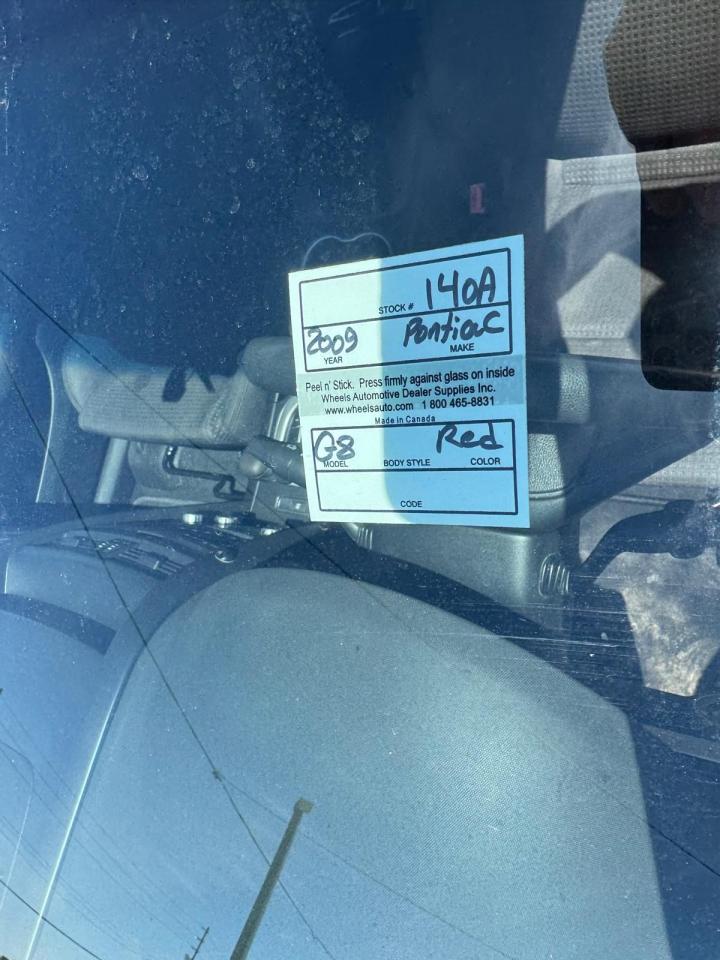 STOCK # 140A
2009 Pontiac
YEAR MAKE
Peel n' Stick. Press firmly against glass on inside
Wheels Automotive Dealer Supplies Inc.
www.wheelsauto.com 1 800 465-8831
Made in Canada
G8 Red
MODEL BODY STYLE COLOR
CODE